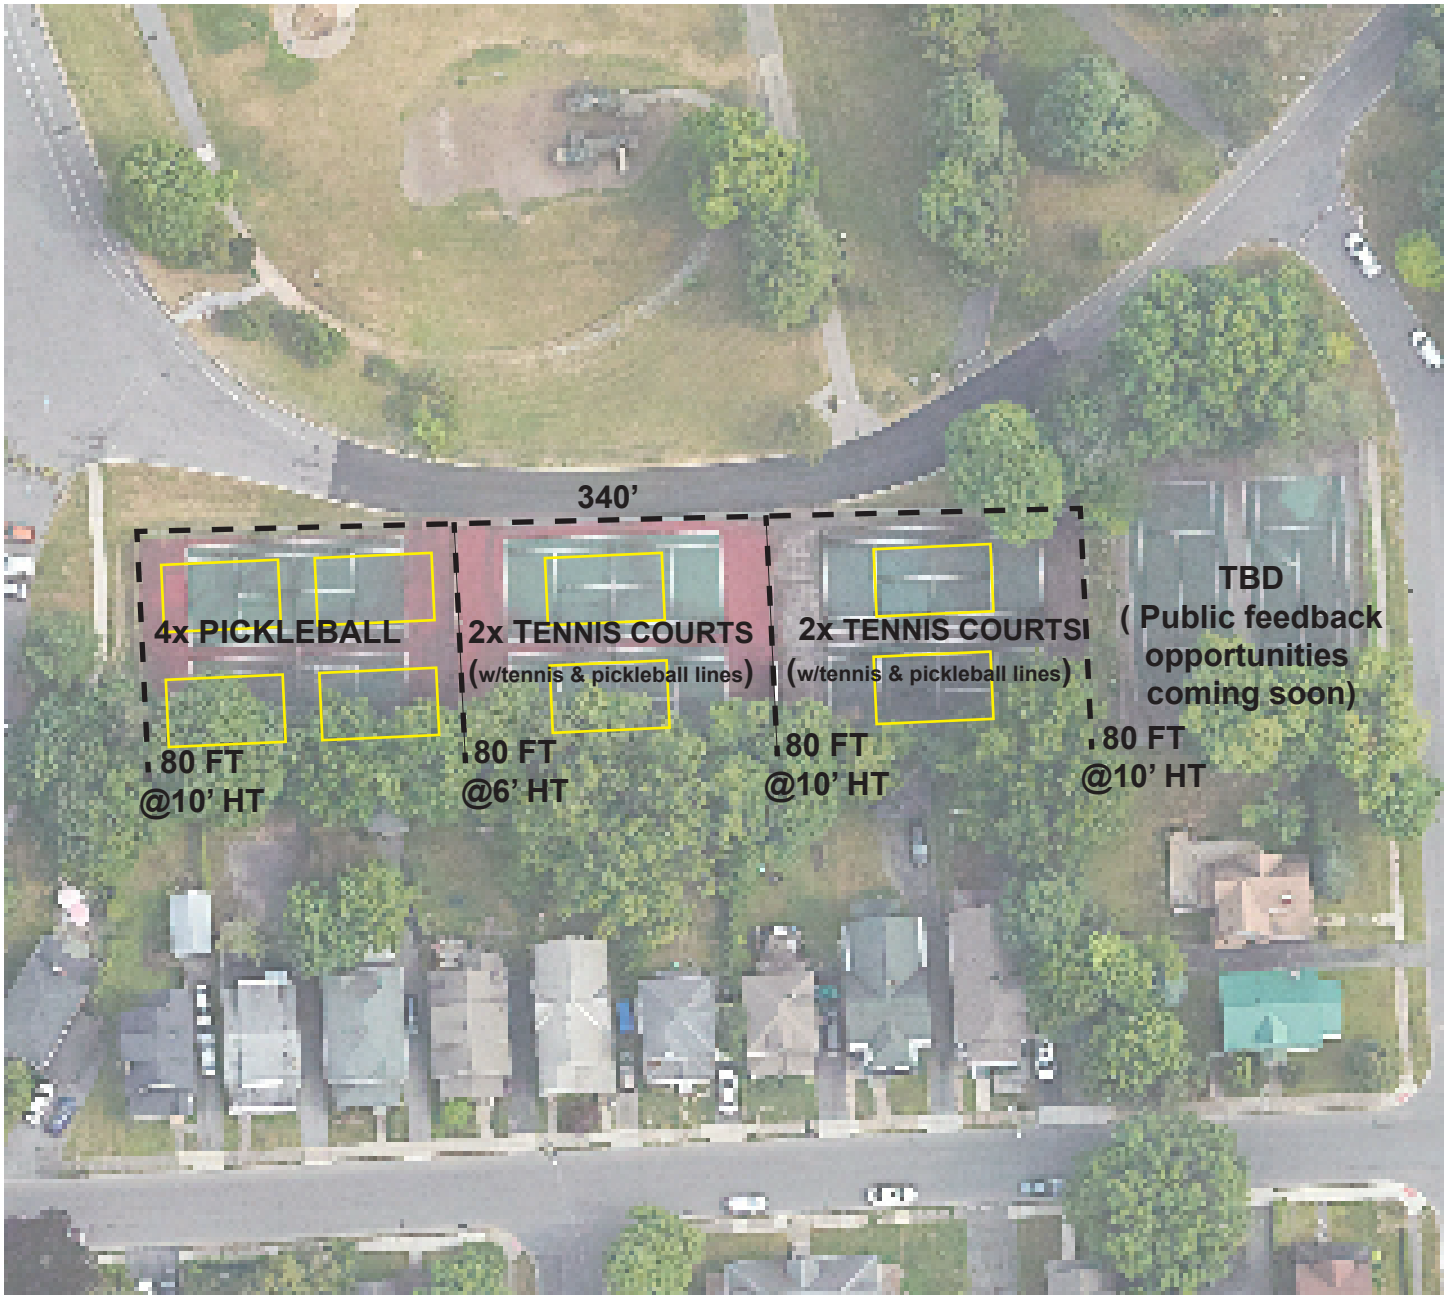 340’
4x PICKLEBALL
2x TENNIS COURTS
(w/tennis & pickleball lines)
2x TENNIS COURTS
(w/tennis & pickleball lines)
TBD
( Public feedback
opportunities
coming soon)
80 FT
@10’ HT
80 FT
@6’ HT
80 FT
@10’ HT
80 FT
@10’ HT